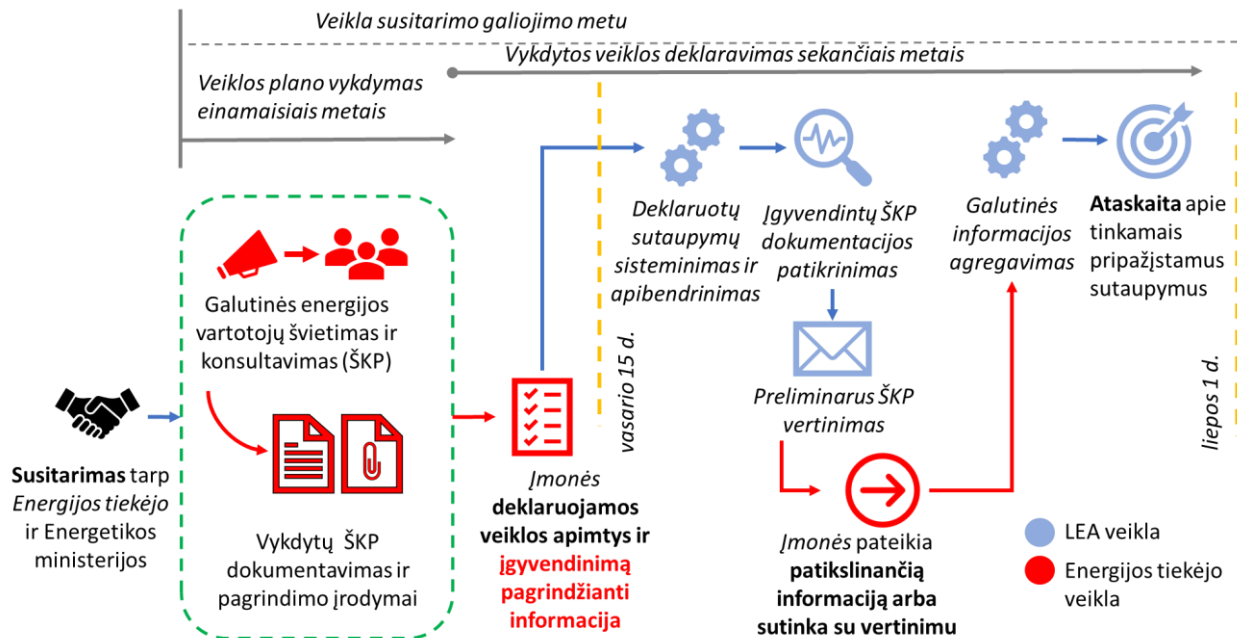 Veikla susitarimo galiojimo metu
Vykdytos veiklos deklaravimas sekančiais metais
Veiklos plano vykdymas
einamaisiais metais
Susitarimas tarp
Energijos tiekėjo
ir Energetikos
ministerijos
Galutinės energijos
vartotojų švietimas ir
konsultavimas (ŠKP)
Vykdytų ŠKP
dokumentavimas ir
pagrindimo įrodymai
Įmonės
deklaruojamos
veiklos apimtys ir
įgyvendinimą
pagrindžianti
informacija
vasario 15 d.
Deklaruotų
sutaupymų
sisteminimas ir
apibendrinimas
Įgyvendintų ŠKP
dokumentacijos
patikrinimas
Preliminarus ŠKP
vertinimas
Įmonės pateikia
patikslinančią
informaciją arba
sutinka su vertinimu
Galutinės
informacijos
agregavimas
Ataskaita apie
tinkamais
pripažįstamus
sutaupymus
liepos 1 d.
LEA veikla
Energijos tiekėjo
veikla